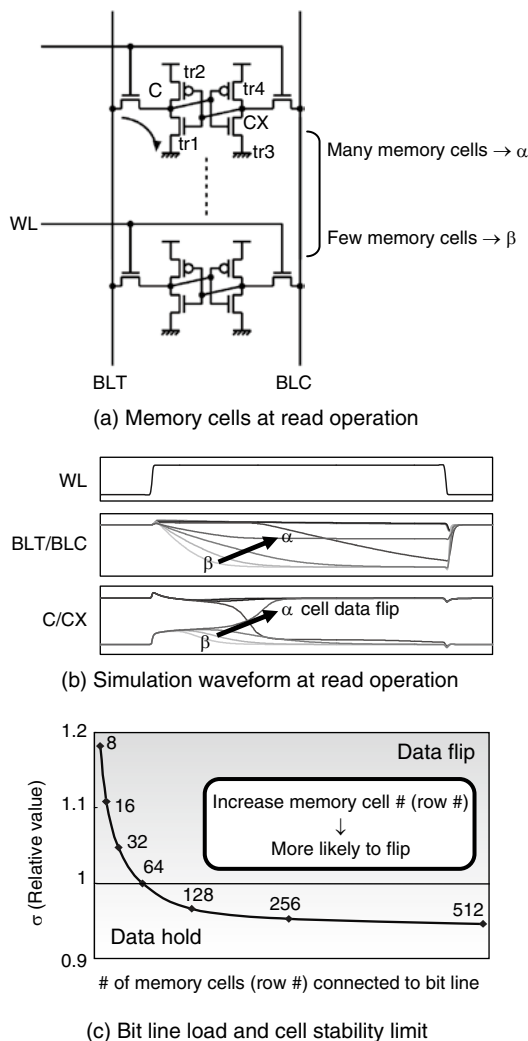 tr2
tr4
C
CX
tr1
tr3
Many memory cells → α
WL
Few memory cells → β
BLT
BLC
(a) Memory cells at read operation
WL
BLT/BLC
α
β
C/CX
α cell data flip
β
(b) Simulation waveform at read operation
σ (Relative value)
1.2
1.1
1
0.9
8
16
32
64
128
256
512
Data flip
Increase memory cell # (row #)
↓
More likely to flip
Data hold
# of memory cells (row #) connected to bit line
(c) Bit line load and cell stability limit